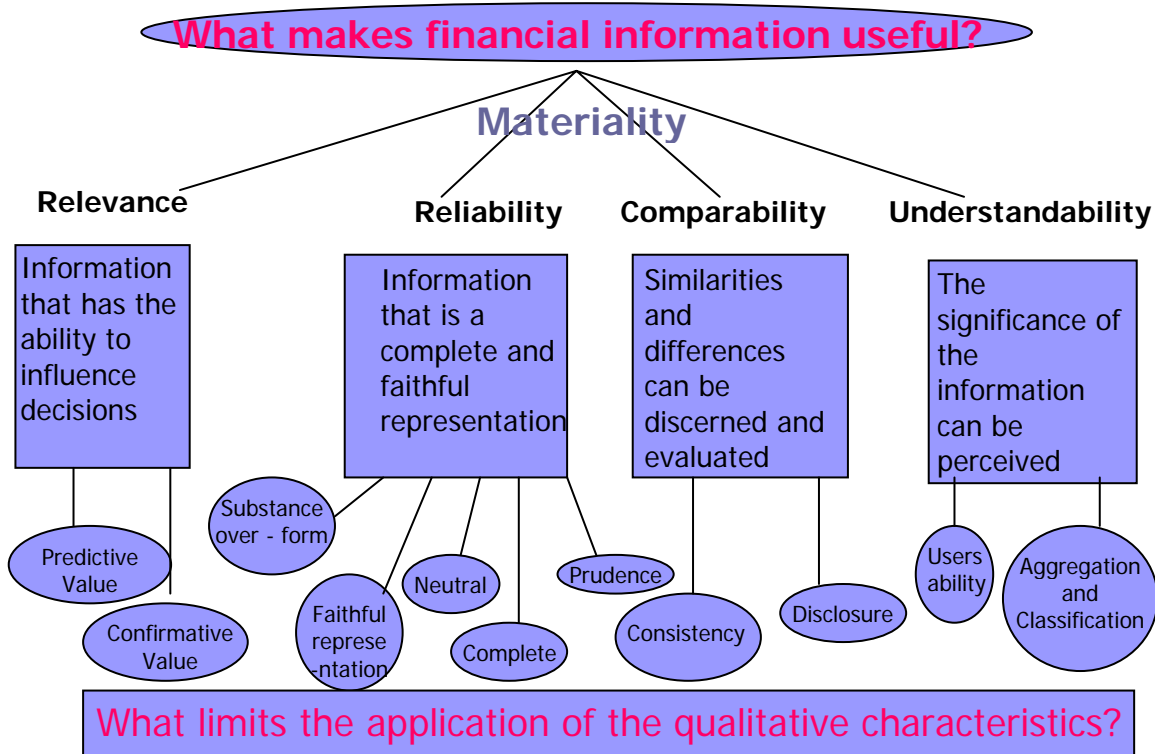 What makes financial information useful?
Materiality
Relevance
Reliability
Comparability
Understandability
Information
that has the
ability to
influence
decisions
Information
that is a
complete and
faithful
representation
Similarities
and
differences
can be
discerned and
evaluated
The
significance of
the
information
can be
perceived
Predictive
Value
Confirmative
Value
Substance
over - form
Faithful
represe
-ntation
Neutral
Complete
Prudence
Consistency
Disclosure
Users
ability
Aggregation
and
Classification
What limits the application of the qualitative characteristics?